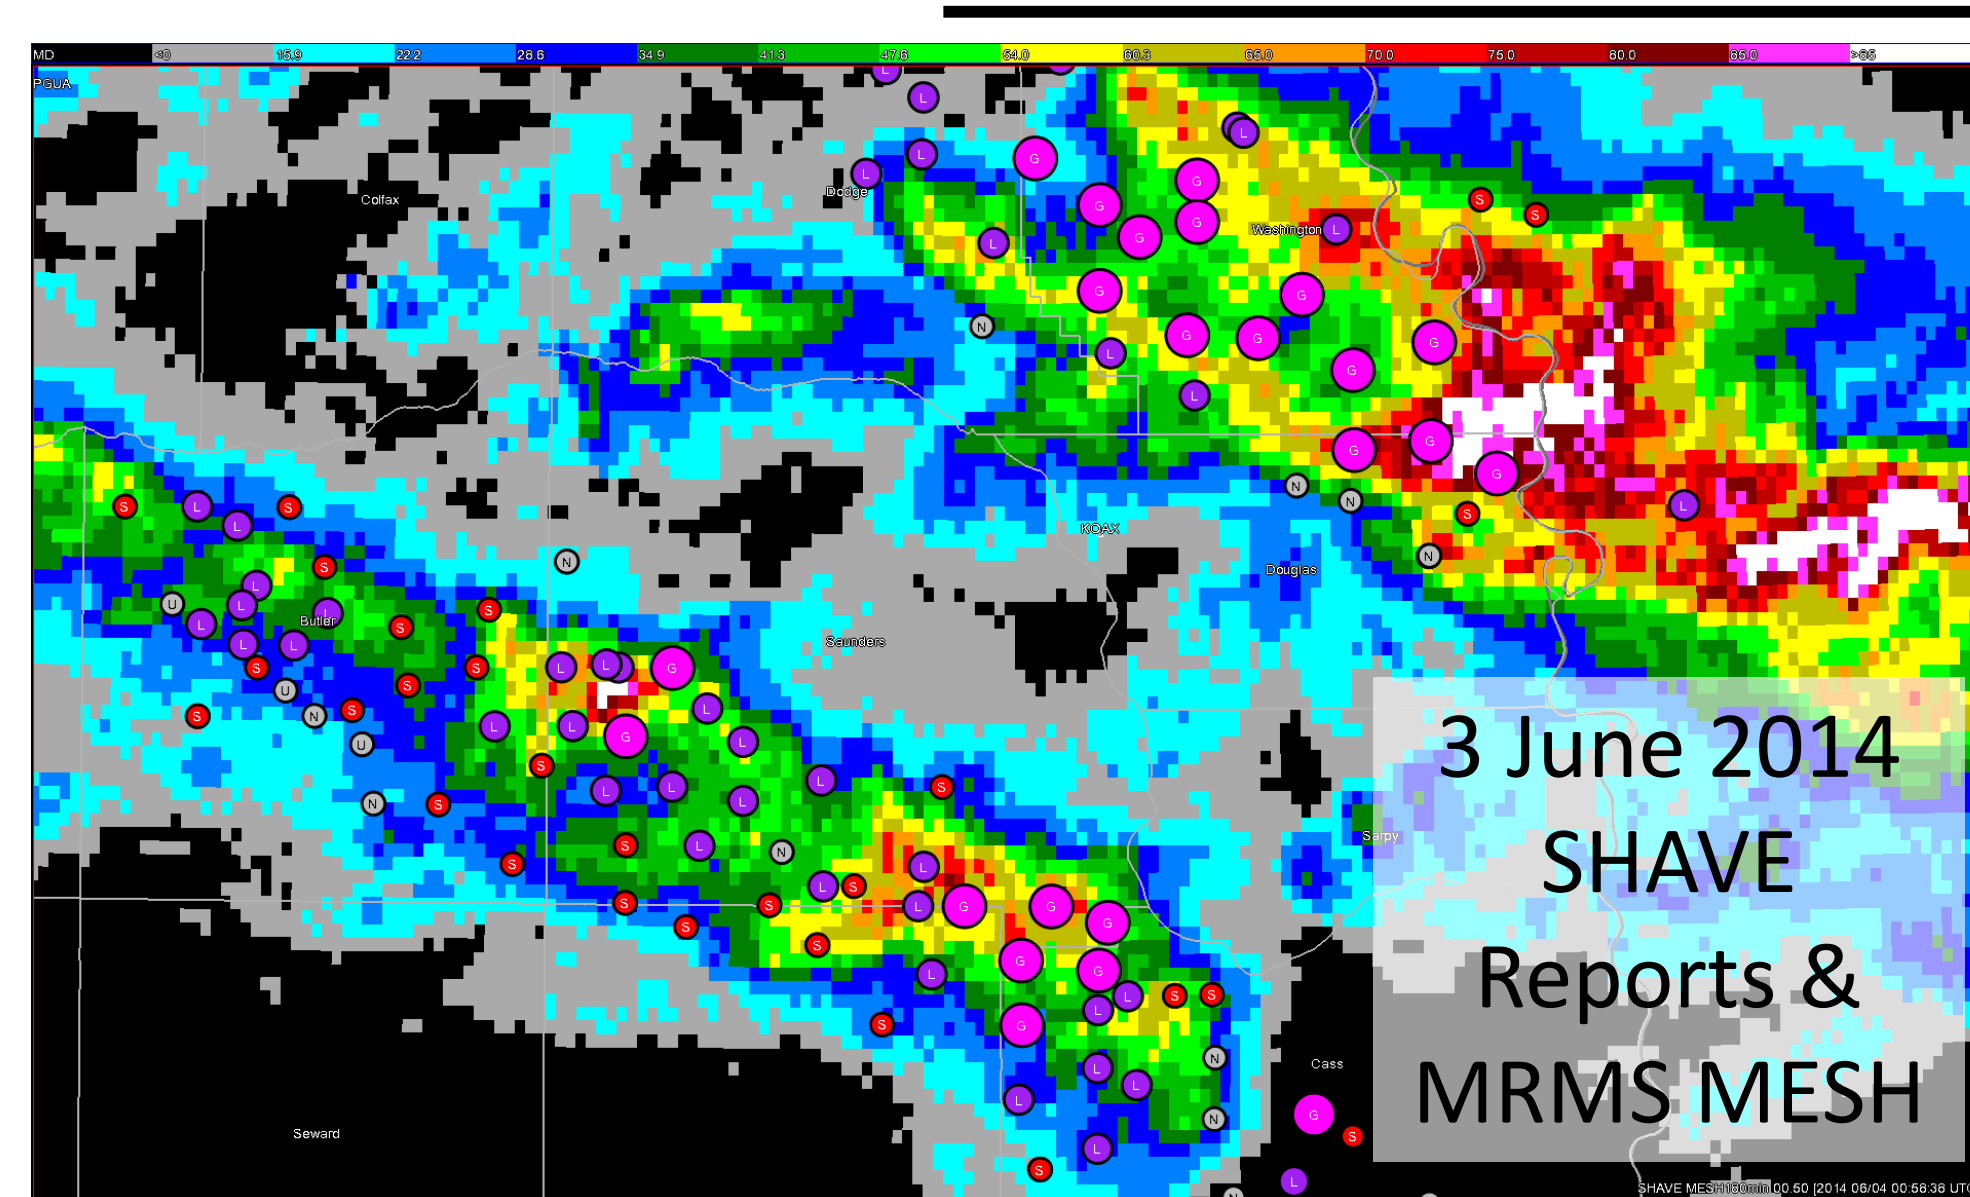 MD <0 15.9 22.2 28.6 34.9 41.3 47.6 54.0 60.3 65.0 70.0 75.0 80.0 85.0 >85
PGUA
L
L
L G L
L Dodge G S
Colfax G G S
G Washington L
L G
G G
N G G G
L G
L
G G
G
N N
S L S L S
L
KOAX
N N
S Douglas
L
U L S
L L Butler S
L L Saunders
S S L L G
U S
N S L
S L L G L
U
S L
3 June 2014
N S L L L L S
SHAVE
S L N Sarpy
S L
L S
S S L G G
S S G
L G G
Reports &
L S S
S G L
N
L L Cass
L N G
MRMS MESH
Seward L S
S L
N
SHAVE MESH180min 00.50 [2014 06/04 00:58:38 UTC